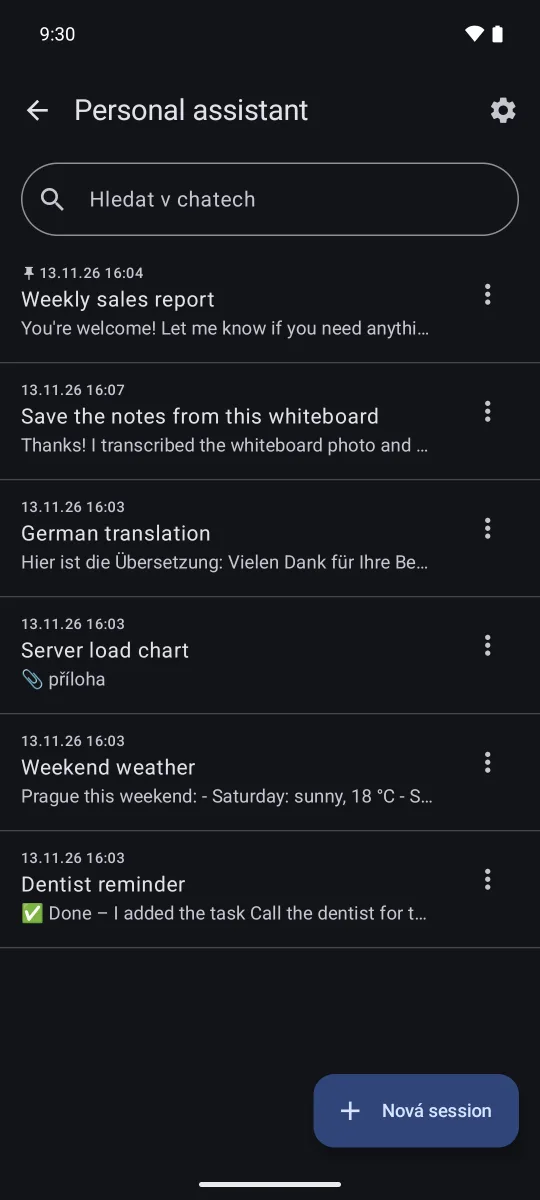 9:30
Personal assistant
Hledat v chatech
13.11.26 16:04
Weekly sales report
You're welcome! Let me know if you need anythi…
13.11.26 16:07
Save the notes from this whiteboard
Thanks! I transcribed the whiteboard photo and …
13.11.26 16:03
German translation
Hier ist die Übersetzung: Vielen Dank für Ihre Be…
13.11.26 16:03
Server load chart
📎 příloha
13.11.26 16:03
Weekend weather
Prague this weekend: - Saturday: sunny, 18 °C - S…
13.11.26 16:03
Dentist reminder
✅ Done – I added the task Call the dentist for t…
Nová session